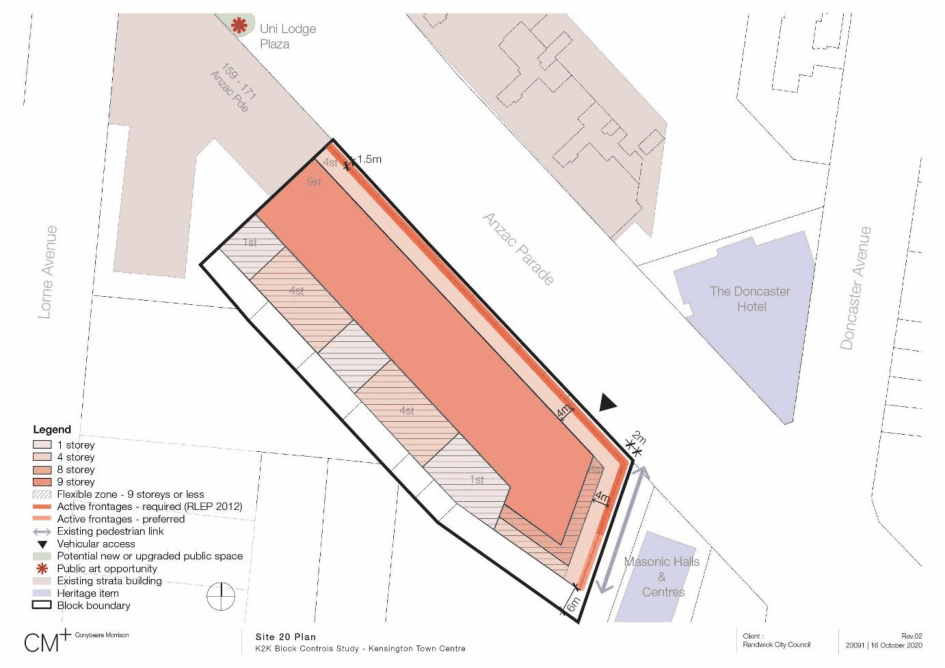 Uni Lodge
Plaza
159 - 171
Anzac Pde
4st
1.5m
9st
Lorne Avenue
1st
Anzac Parade
Doncaster Avenue
4st
The Doncaster
Hotel
4st
4m
2m
8st
1st
4m
Masonic Halls
&
Centres
6m
Legend
1 storey
4 storey
8 storey
9 storey
Flexible zone - 9 storeys or less
Active frontages - required (RLEP 2012)
Active frontages - preferred
Existing pedestrian link
Vehicular access
Potential new or upgraded public space
Public art opportunity
Existing strata building
Heritage item
Block boundary
CM+ Conybeare Morrison
Site 20 Plan
K2K Block Controls Study - Kensington Town Centre
Client :
Randwick City Council
Rev.02
20091 | 16 October 2020